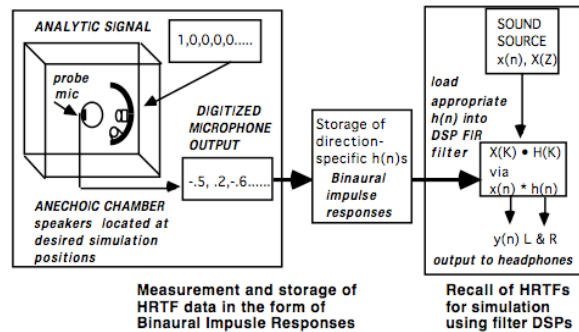 ANALYTIC SIGNAL
1,0,0,0,0.....
probe
mic
DIGITIZED
MICROPHONE
OUTPUT
-.5, .2,-.6......
ANECHOIC CHAMBER
speakers located at
desired simulation
positions
Storage of
direction-
specific h(n)s
Binaural
impulse
responses
SOUND
SOURCE
x(n), X(Z)
load
appropriate
h(n) into
DSP FIR
filter
X(K) • H(K)
via
x(n) * h(n)
y(n) L & R
output to headphones
Measurement and storage of
HRTF data in the form of
Binaural Impusle Responses
Recall of HRTFs
for simulation
using filter DSPs